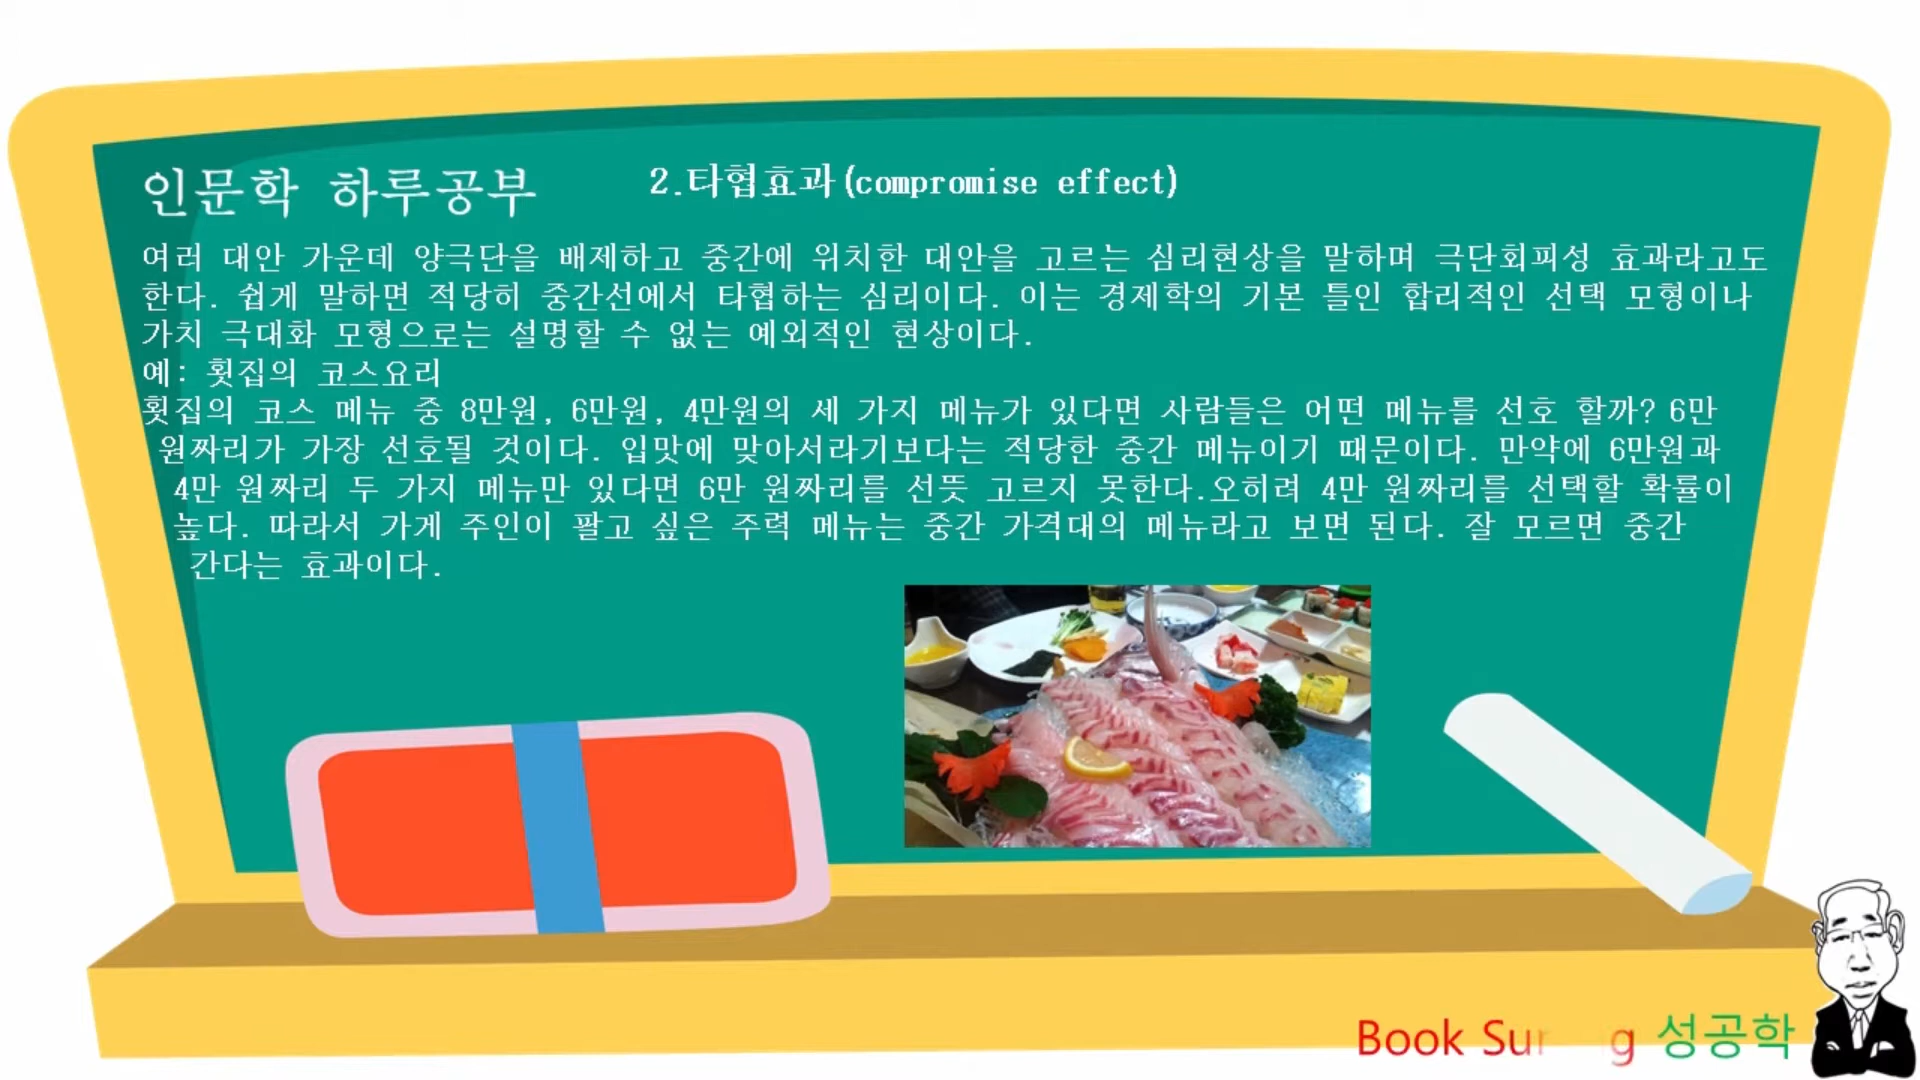 인문학 하루공부
2.타협효과(compromise effect)
여러 대안 가운데 양극단을 배제하고 중간에 위치한 대안을 고르는 심리현상을 말하며 극단회피성 효과라고도
한다. 쉽게 말하면 적당히 중간선에서 타협하는 심리이다. 이는 경제학의 기본 틀인 합리적인 선택 모형이나
가치 극대화 모형으로는 설명할 수 없는 예외적인 현상이다.
예: 횟집의 코스요리
횟집의 코스 메뉴 중 8만원, 6만원, 4만원의 세 가지 메뉴가 있다면 사람들은 어떤 메뉴를 선호 할까? 6만
원짜리가 가장 선호될 것이다. 입맛에 맞아서라기보다는 적당한 중간 메뉴이기 때문이다. 만약에 6만원과
4만 원짜리 두 가지 메뉴만 있다면 6만 원짜리를 선뜻 고르지 못한다.오히려 4만 원짜리를 선택할 확률이
높다. 따라서 가게 주인이 팔고 싶은 주력 메뉴는 중간 가격대의 메뉴라고 보면 된다. 잘 모르면 중간
간다는 효과이다.
Book 성공학